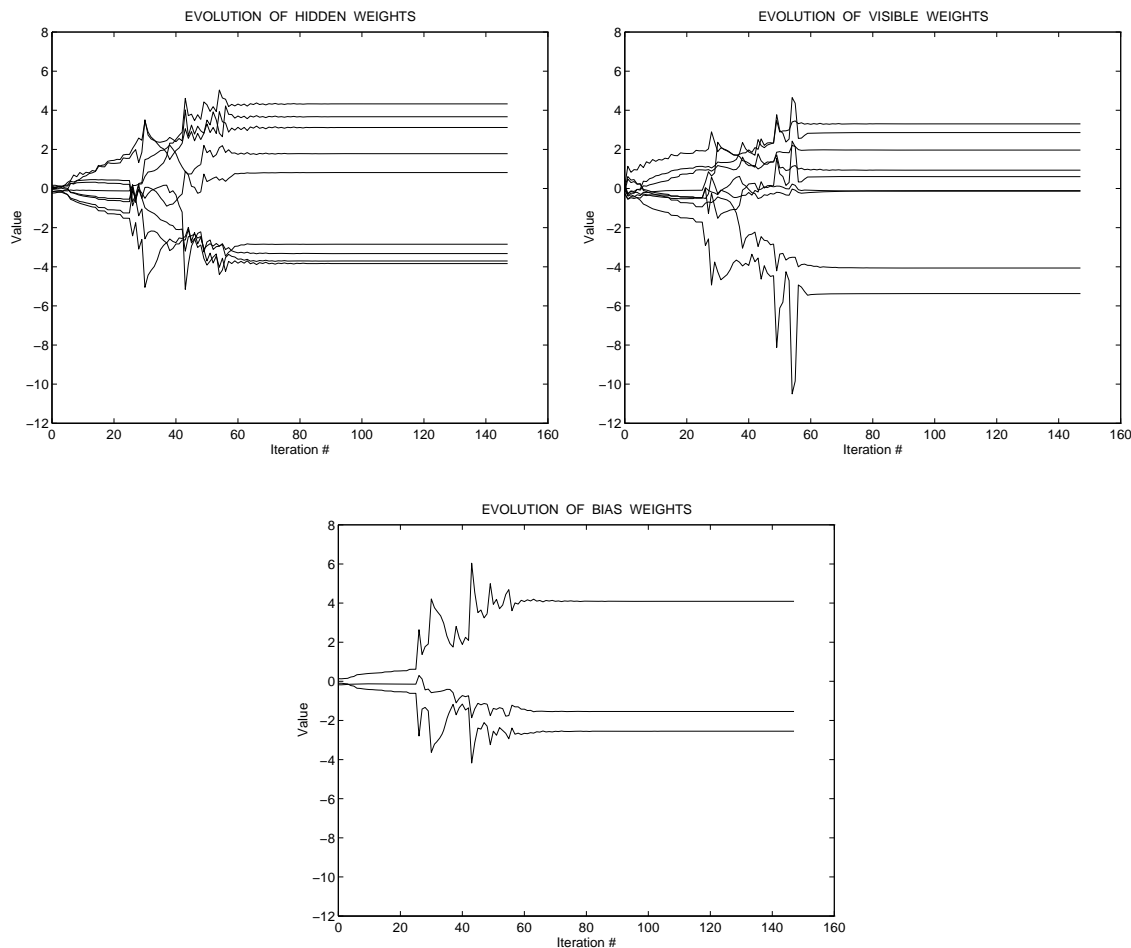 EVOLUTION OF HIDDEN WEIGHTS
8
6
4
2
0
−2
−4
−6
−8
−10
−12
Value
0 20 40 60 80 100 120 140 160
Iteration #
EVOLUTION OF VISIBLE WEIGHTS
8
6
4
2
0
−2
−4
−6
−8
−10
−12
Value
0 20 40 60 80 100 120 140 160
Iteration #
EVOLUTION OF BIAS WEIGHTS
8
6
4
2
0
−2
−4
−6
−8
−10
−12
Value
0 20 40 60 80 100 120 140 160
Iteration #